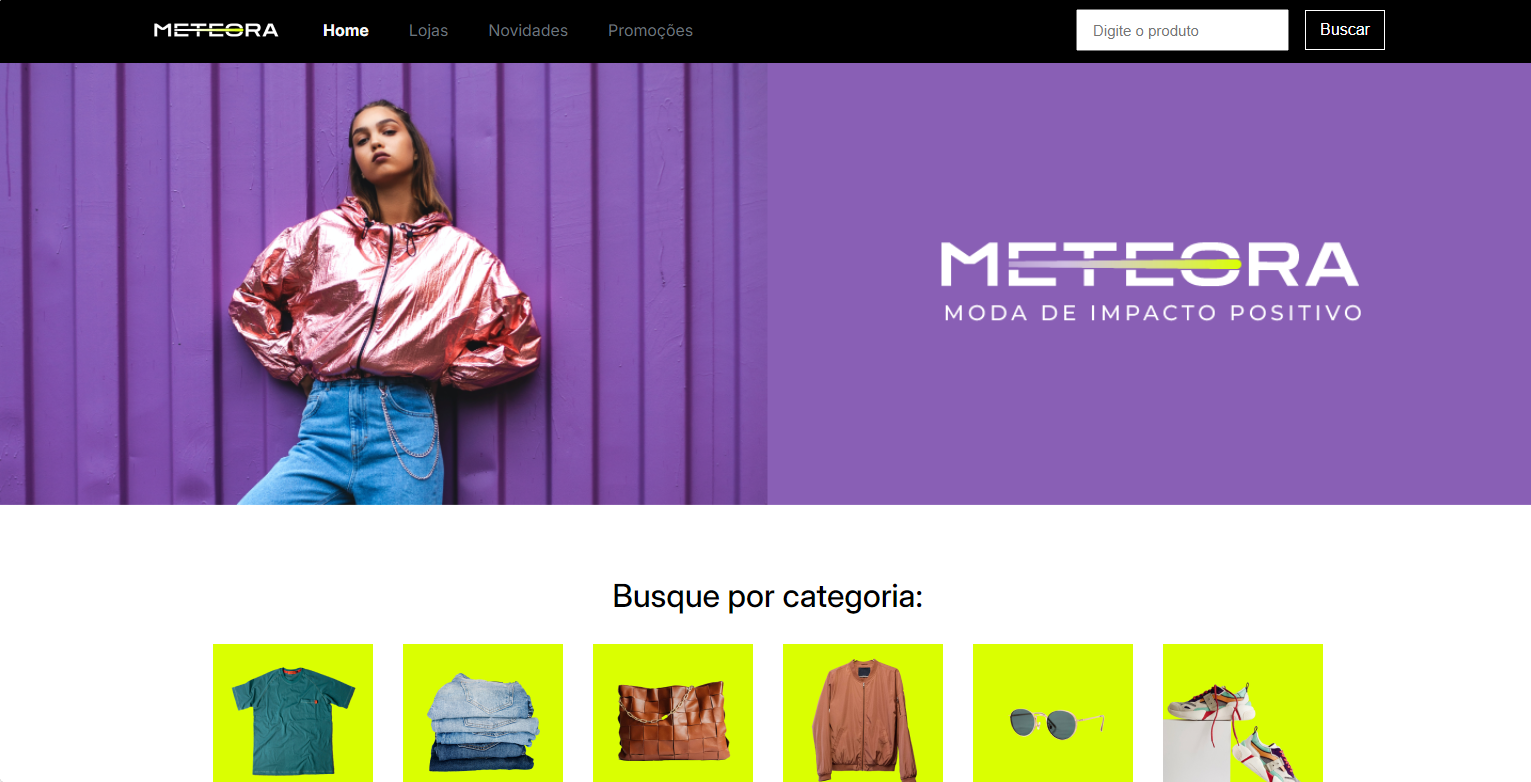 METEORA Home Lojas Novidades Promoções Digite o produto Buscar
METEORA
MODA DE IMPACTO POSITIVO
Busque por categoria: